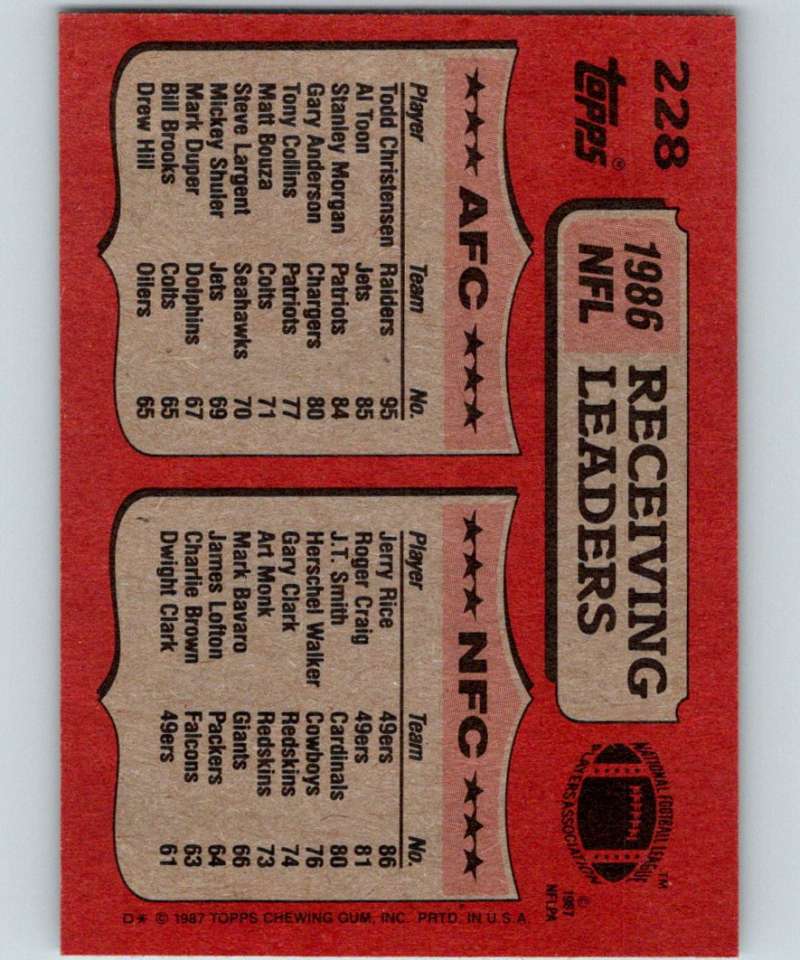 228
topps®
1986
NFL
RECEIVING
LEADERS
NATIONAL FOOTBALL LEAGUE
PLAYERS ASSOCIATION
™
©
1987
NFLPA
★★★ AFC ★★★
Player Team No.
Todd Christensen Raiders 95
Al Toon Jets 85
Stanley Morgan Patriots 84
Gary Anderson Chargers 80
Tony Collins Patriots 77
Matt Bouza Colts 71
Steve Largent Seahawks 70
Mickey Shuler Jets 69
Mark Duper Dolphins 67
Bill Brooks Colts 65
Drew Hill Oilers 65
★★★ NFC ★★★
Player Team No.
Jerry Rice 49ers 86
Roger Craig 49ers 81
J.T. Smith Cardinals 80
Herschel Walker Cowboys 76
Gary Clark Redskins 74
Art Monk Redskins 73
Mark Bavaro Giants 66
James Lofton Packers 64
Charlie Brown Falcons 63
Dwight Clark 49ers 61
D* © 1987 TOPPS CHEWING GUM, INC. PRTD. IN U.S.A.